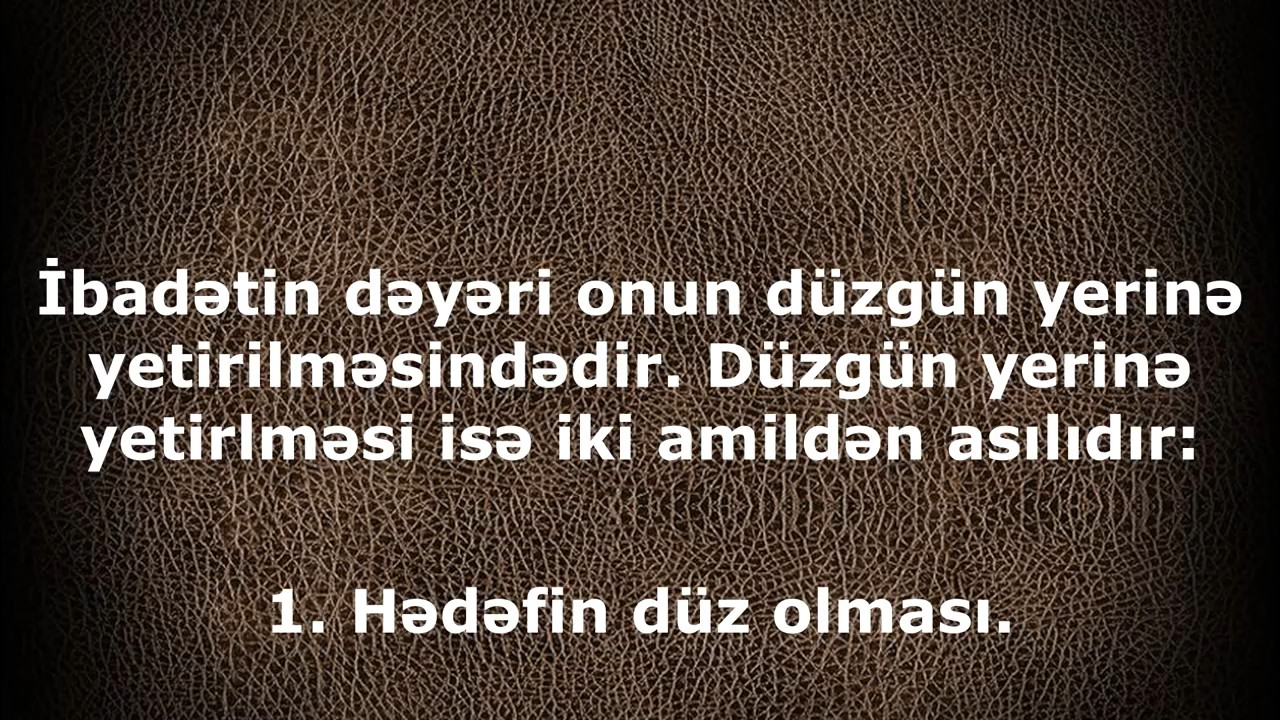 İbadətin dəyəri onun düzgün yerinə
yetirilməsindədir. Düzgün yerinə
yetirlməsi isə iki amildən asılıdır:
1. Hədəfin düz olması.